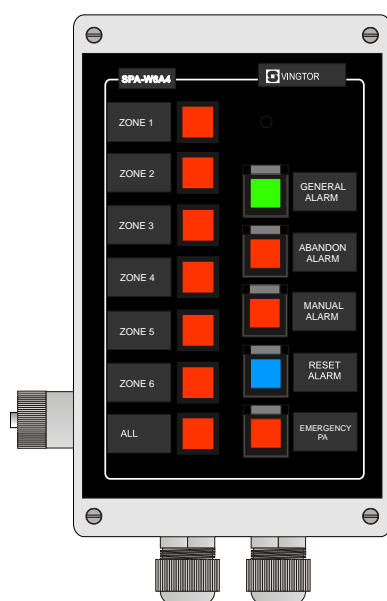 SPA-W6A4
VINGTOR
ZONE 1
ZONE 2
ZONE 3
ZONE 4
ZONE 5
ZONE 6
ALL
GENERAL
ALARM
ABANDON
ALARM
MANUAL
ALARM
RESET
ALARM
EMERGENCY
PA